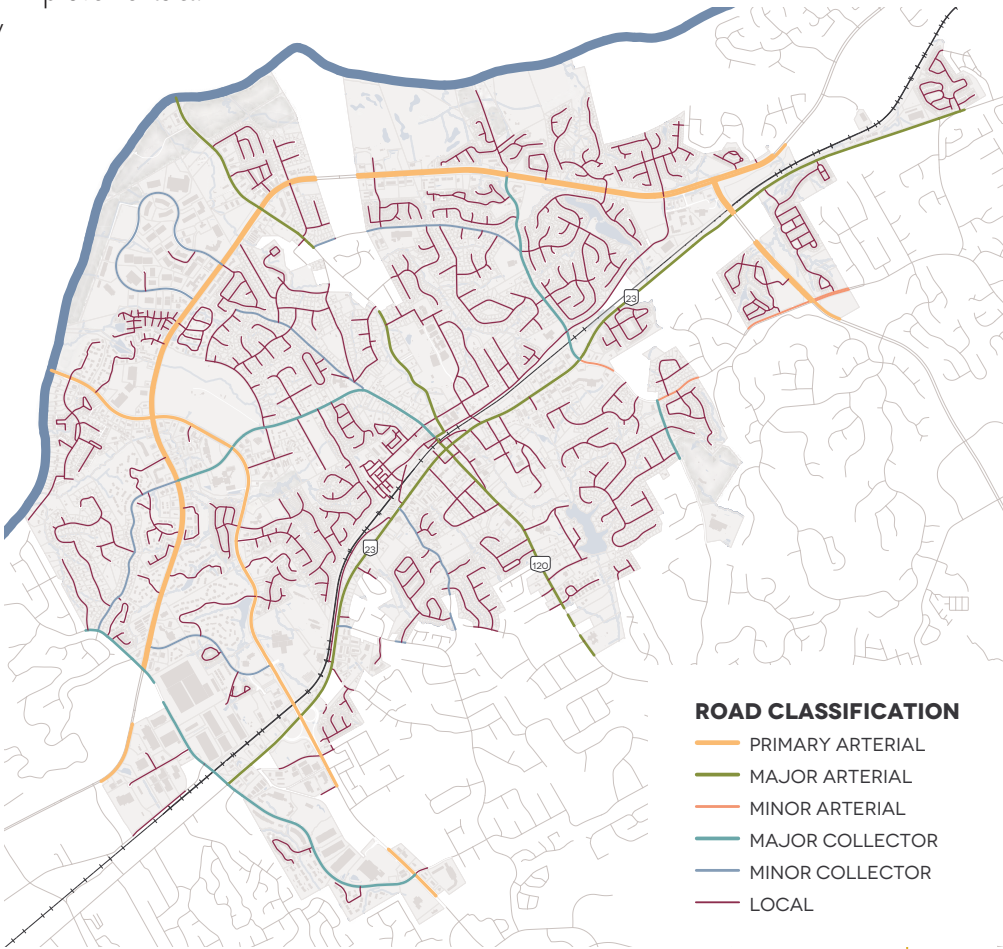 23
23
120
ROAD CLASSIFICATION
PRIMARY ARTERIAL
MAJOR ARTERIAL
MINOR ARTERIAL
MAJOR COLLECTOR
MINOR COLLECTOR
LOCAL